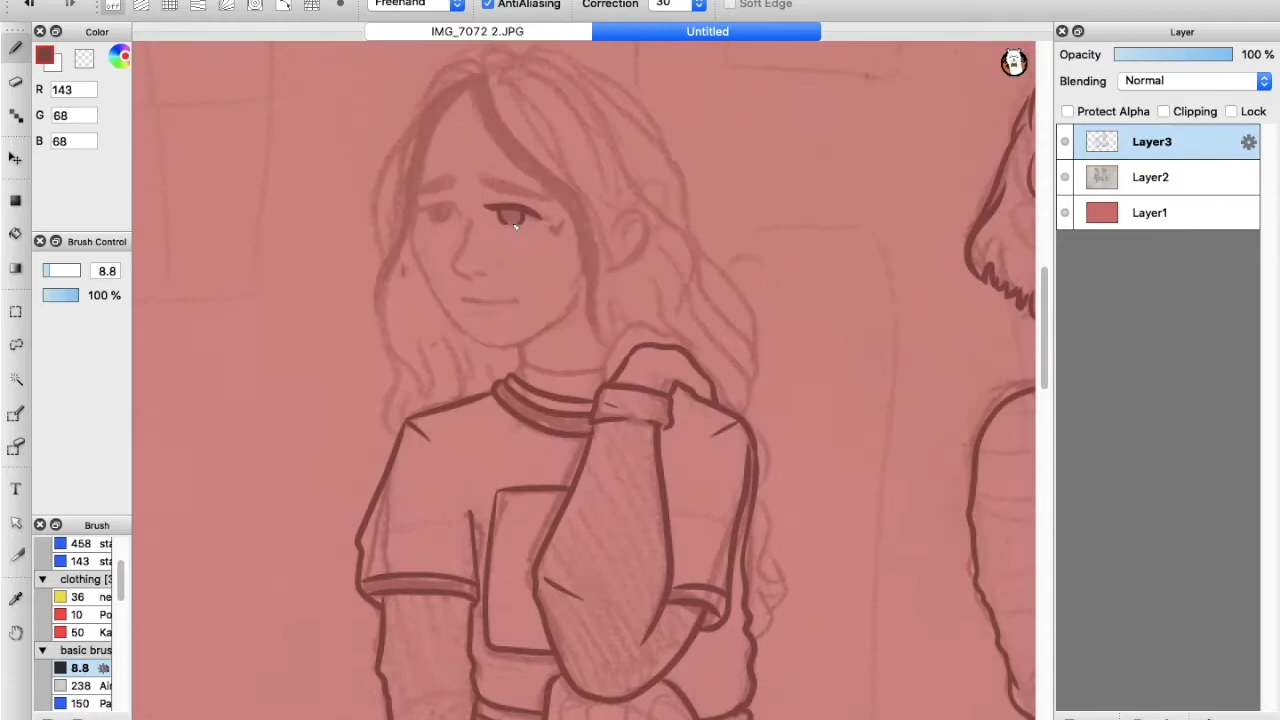 Freehand AntiAliasing Correction 30 Soft Edge
Color IMG_7072 2.JPG Untitled Layer
Opacity 100 %
R 143 Blending Normal
G 68 Protect Alpha Clipping Lock
B 68 Layer3
Layer2
Layer1
Brush Control
8.8
100 %
Brush
458
143
clothing
36
10
50
basic
8.8
238
150
T